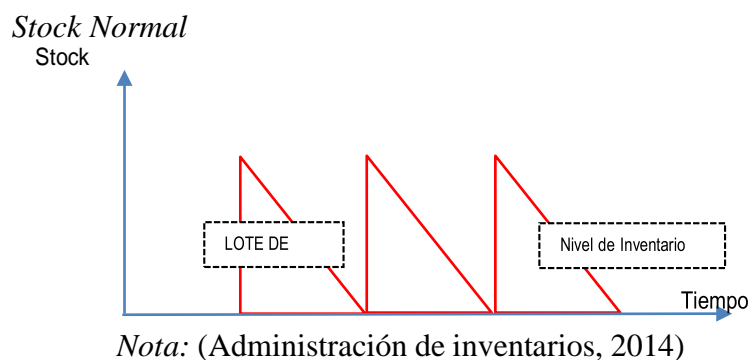 Stock Normal
Stock
LOTE DE
Nivel de Inventario
Tiempo
Nota: (Administración de inventarios, 2014)